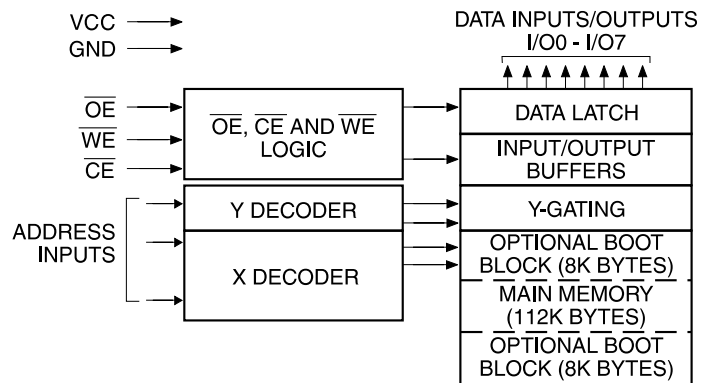 VCC
GND
DATA INPUTS/OUTPUTS
I/O0 - I/O7
OE
WE
CE
OE, CE AND WE
LOGIC
DATA LATCH
INPUT/OUTPUT
BUFFERS
ADDRESS
INPUTS
Y DECODER
Y-GATING
X DECODER
OPTIONAL BOOT
BLOCK (8K BYTES)
MAIN MEMORY
(112K BYTES)
OPTIONAL BOOT
BLOCK (8K BYTES)